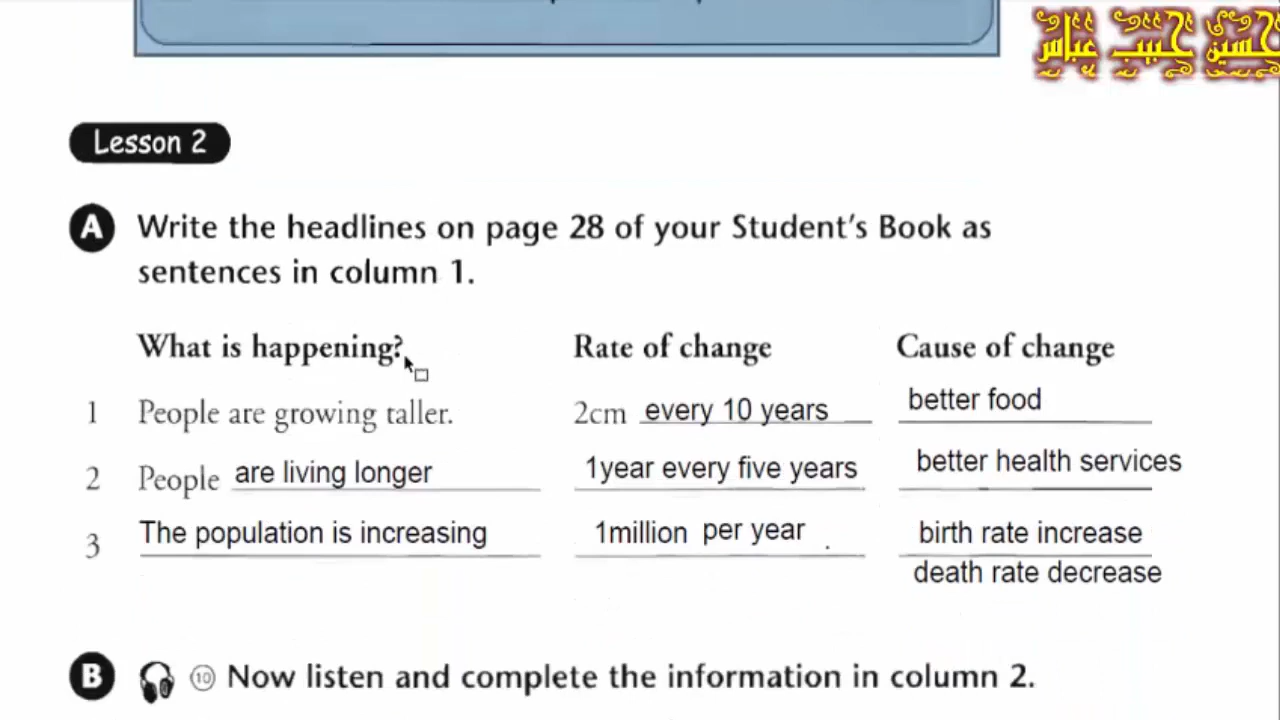 حسين حبيب عباس
Lesson 2
A Write the headlines on page 28 of your Student's Book as
sentences in column 1.
What is happening? Rate of change Cause of change
1 People are growing taller. 2cm every 10 years better food
2 People are living longer 1year every five years better health services
3 The population is increasing 1million per year . birth rate increase
death rate decrease
B 10 Now listen and complete the information in column 2.